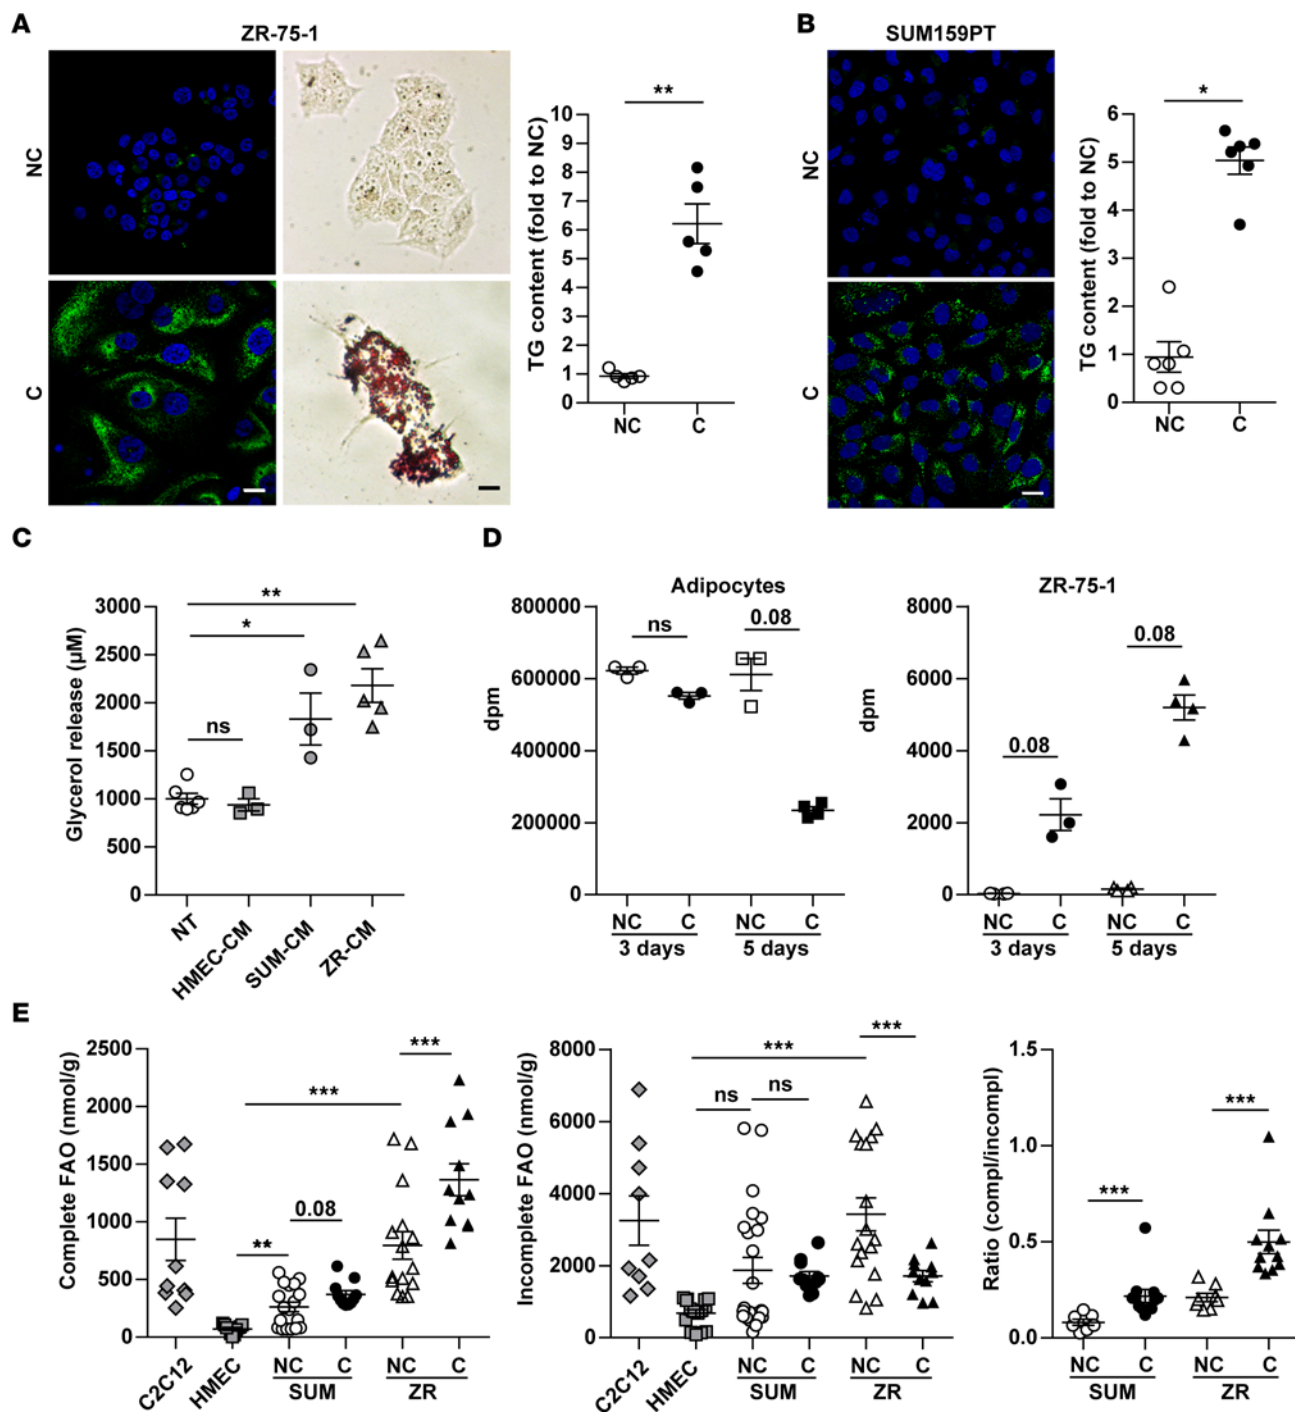 A
ZR-75-1
NC
C
TG content (fold to NC)
10
9
8
7
6
5
4
3
2
1
0
**
NC
C
B
SUM159PT
NC
C
TG content (fold to NC)
6
5
4
3
2
1
0
*
NC
C
C
Glycerol release (µM)
3000
2500
2000
1500
1000
500
0
**
*
ns
NT
HMEC-CM
SUM-CM
ZR-CM
D
Adipocytes
dpm
800000
600000
400000
200000
0
ns
0.08
NC
C
NC
C
3 days
5 days
ZR-75-1
dpm
8000
6000
4000
2000
0
0.08
0.08
NC
C
NC
C
3 days
5 days
E
Complete FAO (nmol/g)
2500
2000
1500
1000
500
0
***
***
0.08
**
C2C12
HMEC
NC
C
NC
C
SUM
ZR
Incomplete FAO (nmol/g)
8000
6000
4000
2000
0
***
***
ns
ns
C2C12
HMEC
NC
C
NC
C
SUM
ZR
Ratio (compl/incompl)
1.5
1.0
0.5
0.0
***
***
NC
C
NC
C
SUM
ZR